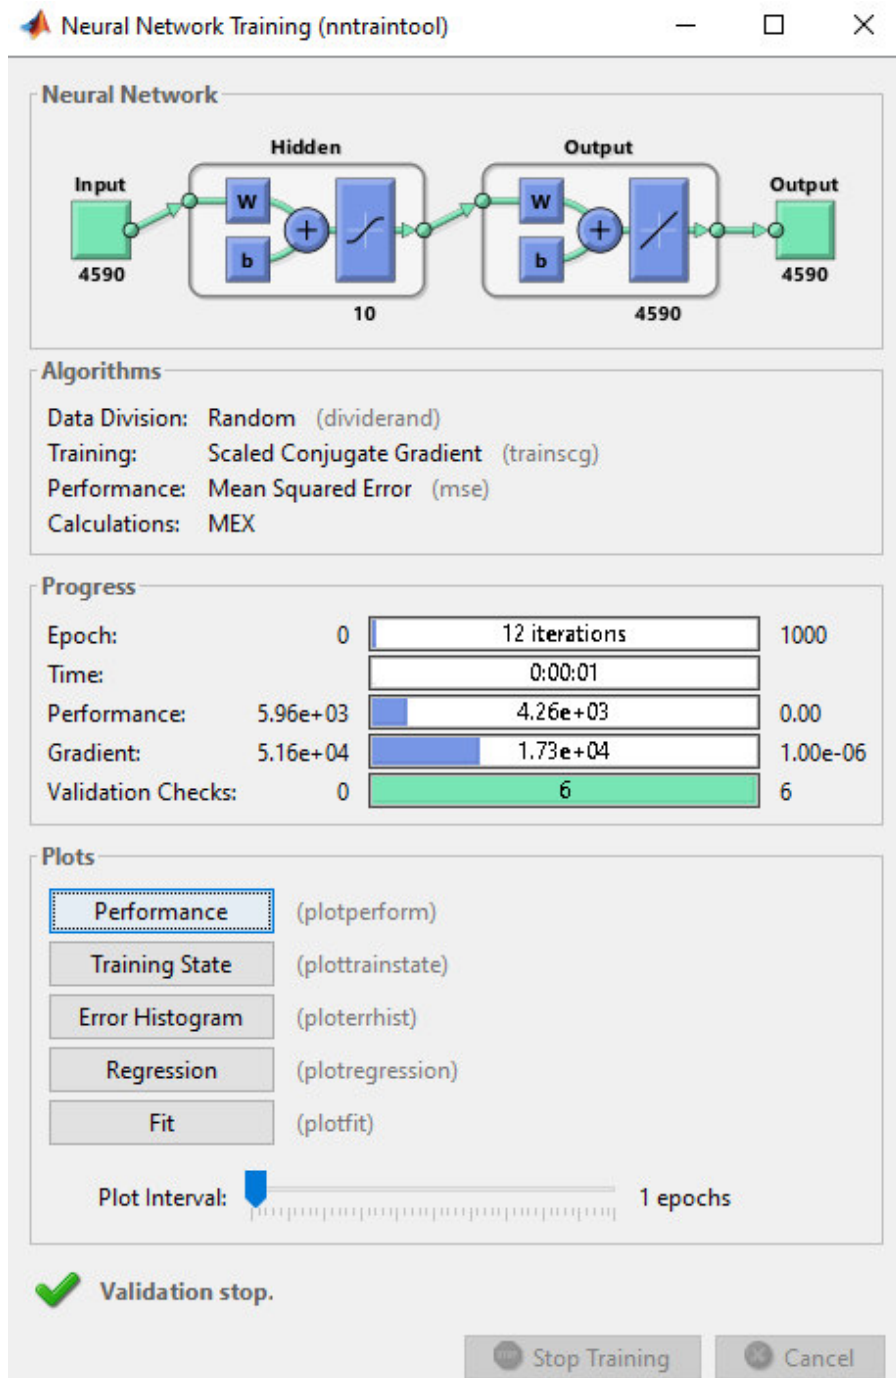 Neural Network Training (nntraintool)
Neural Network
Hidden
Output
Input
Output
W
b
+
W
b
+
4590
10
4590
4590
Algorithms
Data Division: Random (dividerand)
Training: Scaled Conjugate Gradient (trainscg)
Performance: Mean Squared Error (mse)
Calculations: MEX
Progress
Epoch: 0 12 iterations 1000
Time: 0:00:01
Performance: 5.96e+03 4.26e+03 0.00
Gradient: 5.16e+04 1.73e+04 1.00e-06
Validation Checks: 0 6 6
Plots
Performance (plotperform)
Training State (plottrainstate)
Error Histogram (ploterrhist)
Regression (plotregression)
Fit (plotfit)
Plot Interval: 1 epochs
Validation stop.
Stop Training Cancel